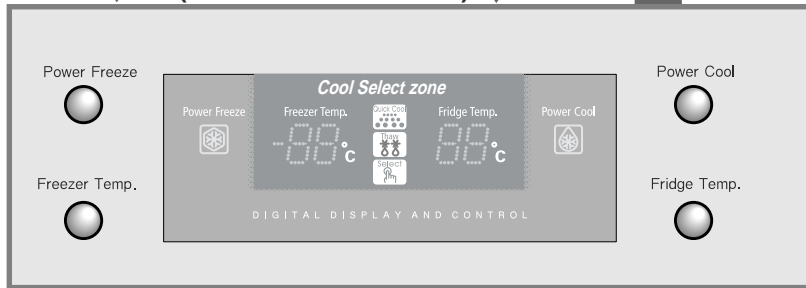 Power Freeze
Power Cool
Cool Select zone
Power Freeze
Freezer Temp.
Quick Cool
Fridge Temp.
Power Cool
-88°c
Thaw
88°c
Select
Freezer Temp.
Fridge Temp.
DIGITAL DISPLAY AND CONTROL